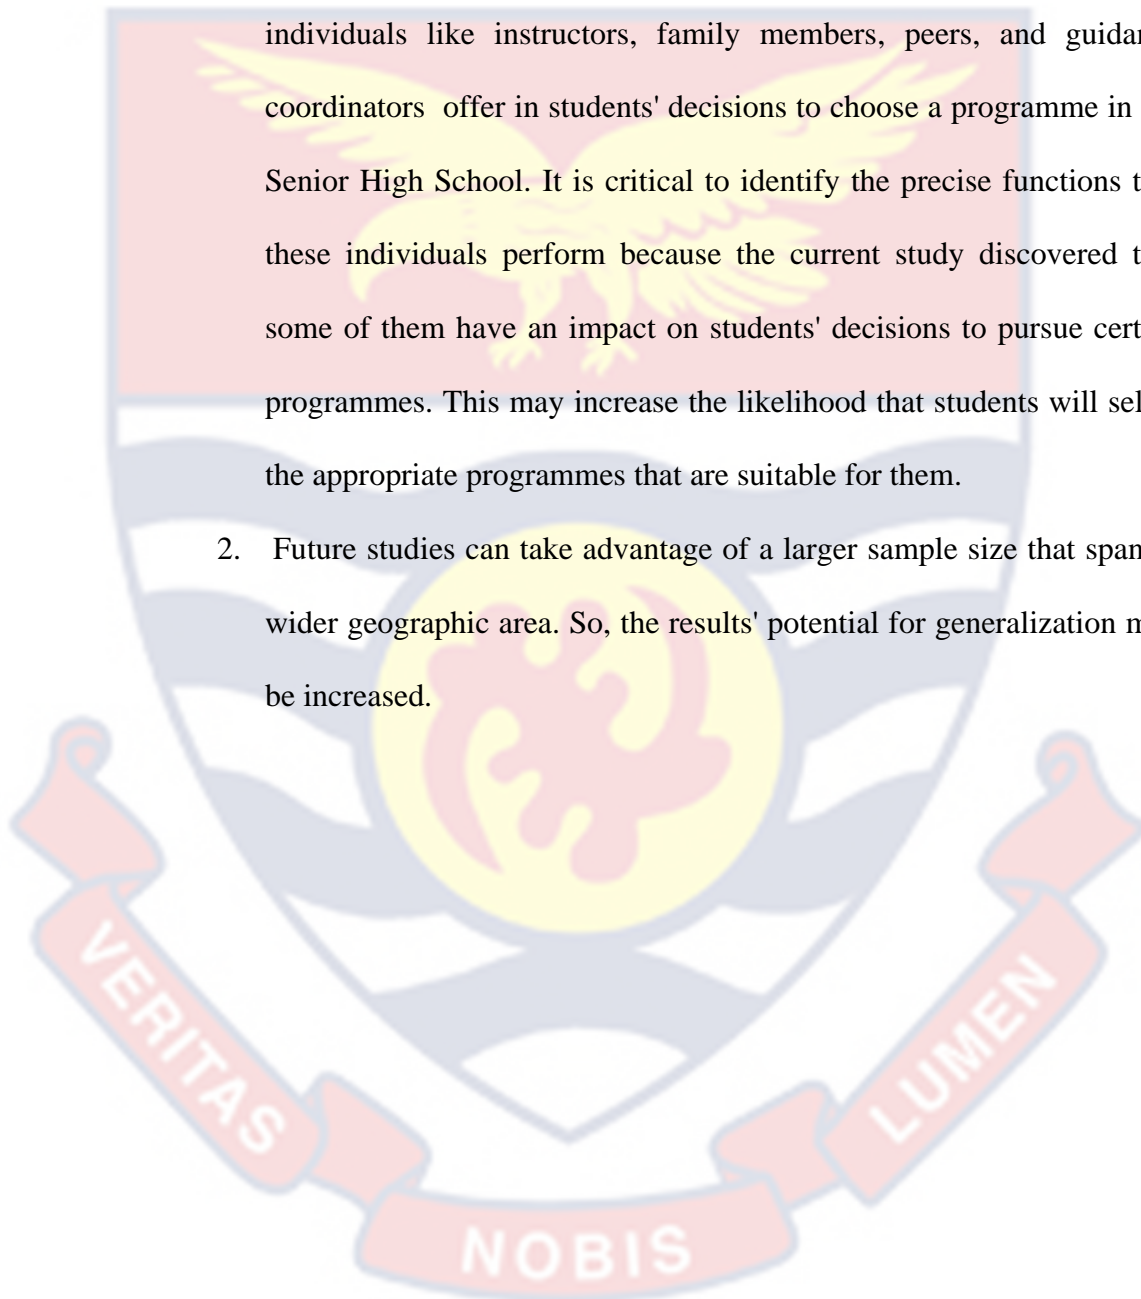 individuals like instructors, family members, peers, and guidan
coordinators offer in students' decisions to choose a programme in
Senior High School. It is critical to identify the precise functions t
these individuals perform because the current study discovered t
some of them have an impact on students' decisions to pursue cert
programmes. This may increase the likelihood that students will sel
the appropriate programmes that are suitable for them.
2. Future studies can take advantage of a larger sample size that span
wider geographic area. So, the results' potential for generalization m
be increased.
VERITAS
NOBIS
LUMEN